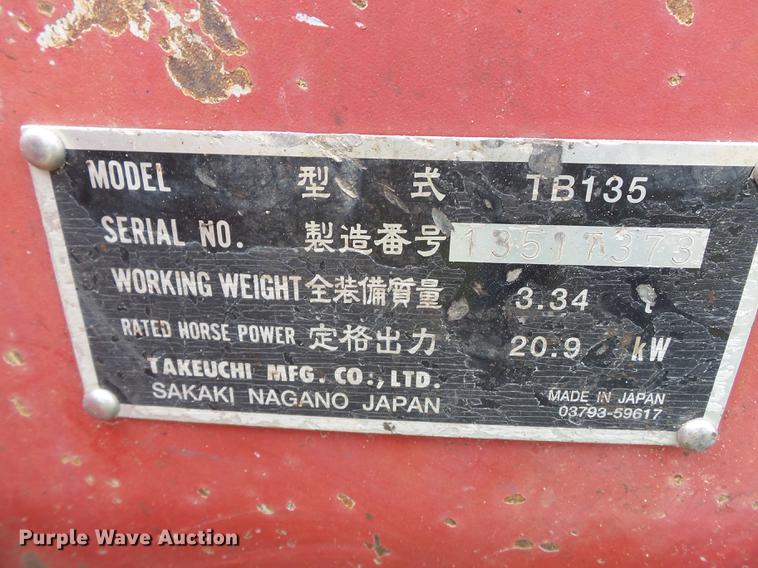 MODEL 型式 TB135
SERIAL NO. 製造番号 13517373
WORKING WEIGHT 全装備質量 3.34 t
RATED HORSE POWER 定格出力 20.9 kW
TAKEUCHI MFG. CO., LTD.
SAKAKI NAGANO JAPAN
MADE IN JAPAN
03793-59617
Purple Wave Auction